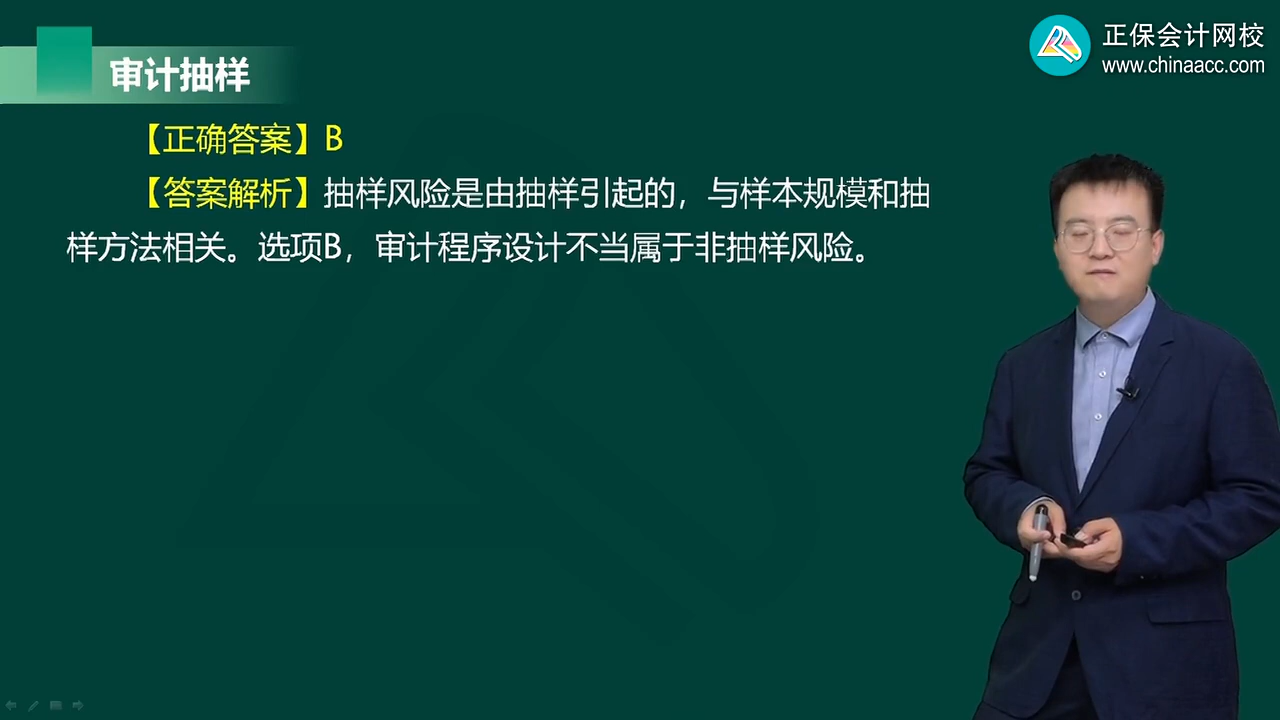 正保会计网校
www.chinaacc.com
审计抽样
【正确答案】B
【答案解析】抽样风险是由抽样引起的，与样本规模和抽
样方法相关。选项B，审计程序设计不当属于非抽样风险。